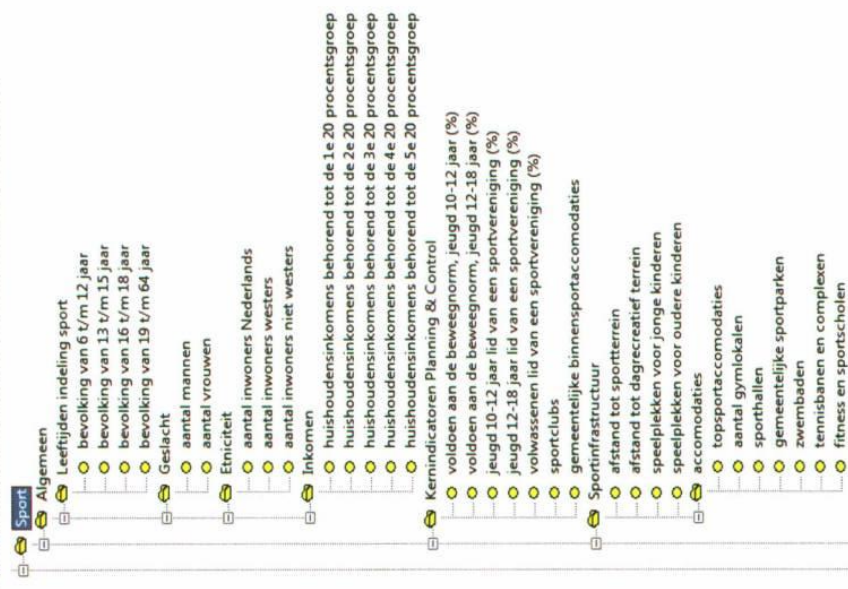 Sport
Algemeen
Leeftijden indeling sport
bevolking van 6 t/m 12 jaar
bevolking van 13 t/m 15 jaar
bevolking van 16 t/m 18 jaar
bevolking van 19 t/m 64 jaar
Geslacht
aantal mannen
aantal vrouwen
Etniciteit
aantal inwoners Nederlands
aantal inwoners westers
aantal inwoners niet westers
Inkomen
huishoudensinkomens behorend tot de 1e 20 procentsgroep
huishoudensinkomens behorend tot de 2e 20 procentsgroep
huishoudensinkomens behorend tot de 3e 20 procentsgroep
huishoudensinkomens behorend tot de 4e 20 procentsgroep
huishoudensinkomens behorend tot de 5e 20 procentsgroep
Kernindicatoren Planning & Control
voldoen aan de beweegnorm, jeugd 10-12 jaar (%)
voldoen aan de beweegnorm, jeugd 12-18 jaar (%)
jeugd 10-12 jaar lid van een sportvereniging (%)
jeugd 12-18 jaar lid van een sportvereniging (%)
volwassenen lid van een sportvereniging (%)
sportclubs
gemeentelijke binnensportaccomodaties
Sportinfrastructuur
afstand tot sportterrein
afstand tot dagrecreatief terrein
speelplekken voor jonge kinderen
speelplekken voor oudere kinderen
accomodaties
topsportaccomodaties
aantal gymlokalen
sporthallen
gemeentelijke sportparken
zwembaden
tennisbanen en complexen
fitness en sportscholen